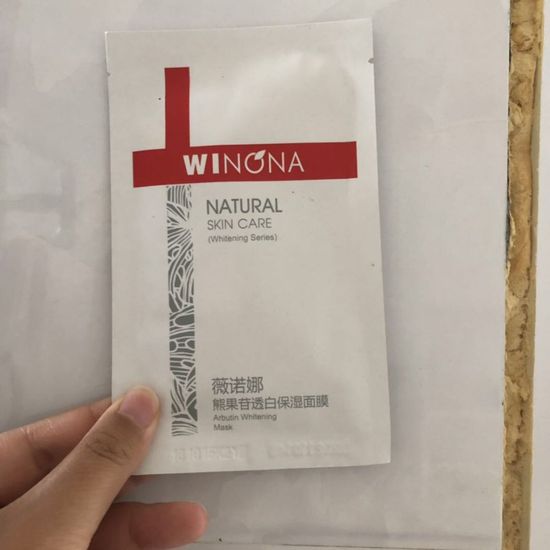 WINONA
NATURAL
SKIN CARE
(Whitening Series)
薇诺娜
熊果苷透白保湿面膜
Arbutin Whitening
Mask